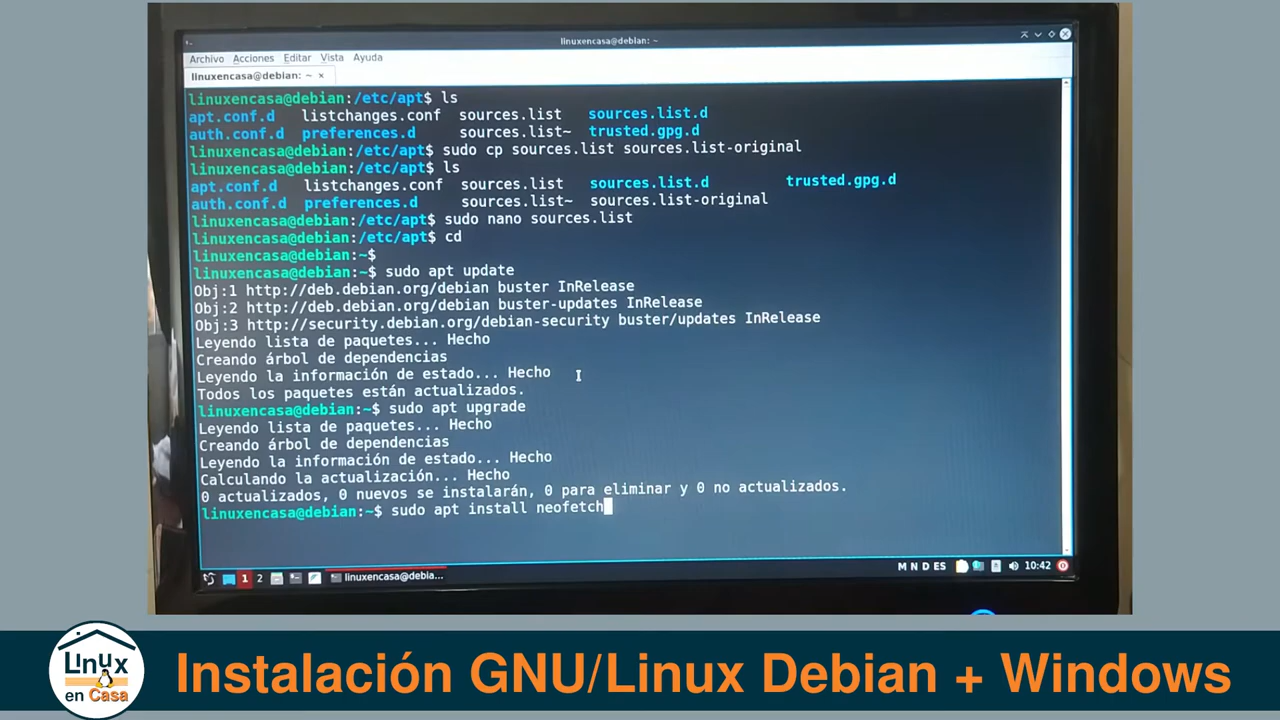 linuxencasa@debian: ~
Archivo Acciones Editar Vista Ayuda
linuxencasa@debian: ~ ×
linuxencasa@debian:/etc/apt$ ls
apt.conf.d listchanges.conf sources.list sources.list.d
auth.conf.d preferences.d sources.list~ trusted.gpg.d
linuxencasa@debian:/etc/apt$ sudo cp sources.list sources.list-original
linuxencasa@debian:/etc/apt$ ls
apt.conf.d listchanges.conf sources.list sources.list.d trusted.gpg.d
auth.conf.d preferences.d sources.list~ sources.list-original
linuxencasa@debian:/etc/apt$ sudo nano sources.list
linuxencasa@debian:/etc/apt$ cd
linuxencasa@debian:~$
linuxencasa@debian:~$ sudo apt update
Obj:1 http://deb.debian.org/debian buster InRelease
Obj:2 http://deb.debian.org/debian buster-updates InRelease
Obj:3 http://security.debian.org/debian-security buster/updates InRelease
Leyendo lista de paquetes... Hecho
Creando árbol de dependencias
Leyendo la información de estado... Hecho
Todos los paquetes están actualizados.
linuxencasa@debian:~$ sudo apt upgrade
Leyendo lista de paquetes... Hecho
Creando árbol de dependencias
Leyendo la información de estado... Hecho
Calculando la actualización... Hecho
0 actualizados, 0 nuevos se instalarán, 0 para eliminar y 0 no actualizados.
linuxencasa@debian:~$ sudo apt install neofetch
1 2 linuxencasa@debia... M N D ES 10:42
Linux
en Casa
Instalación GNU/Linux Debian + Windows